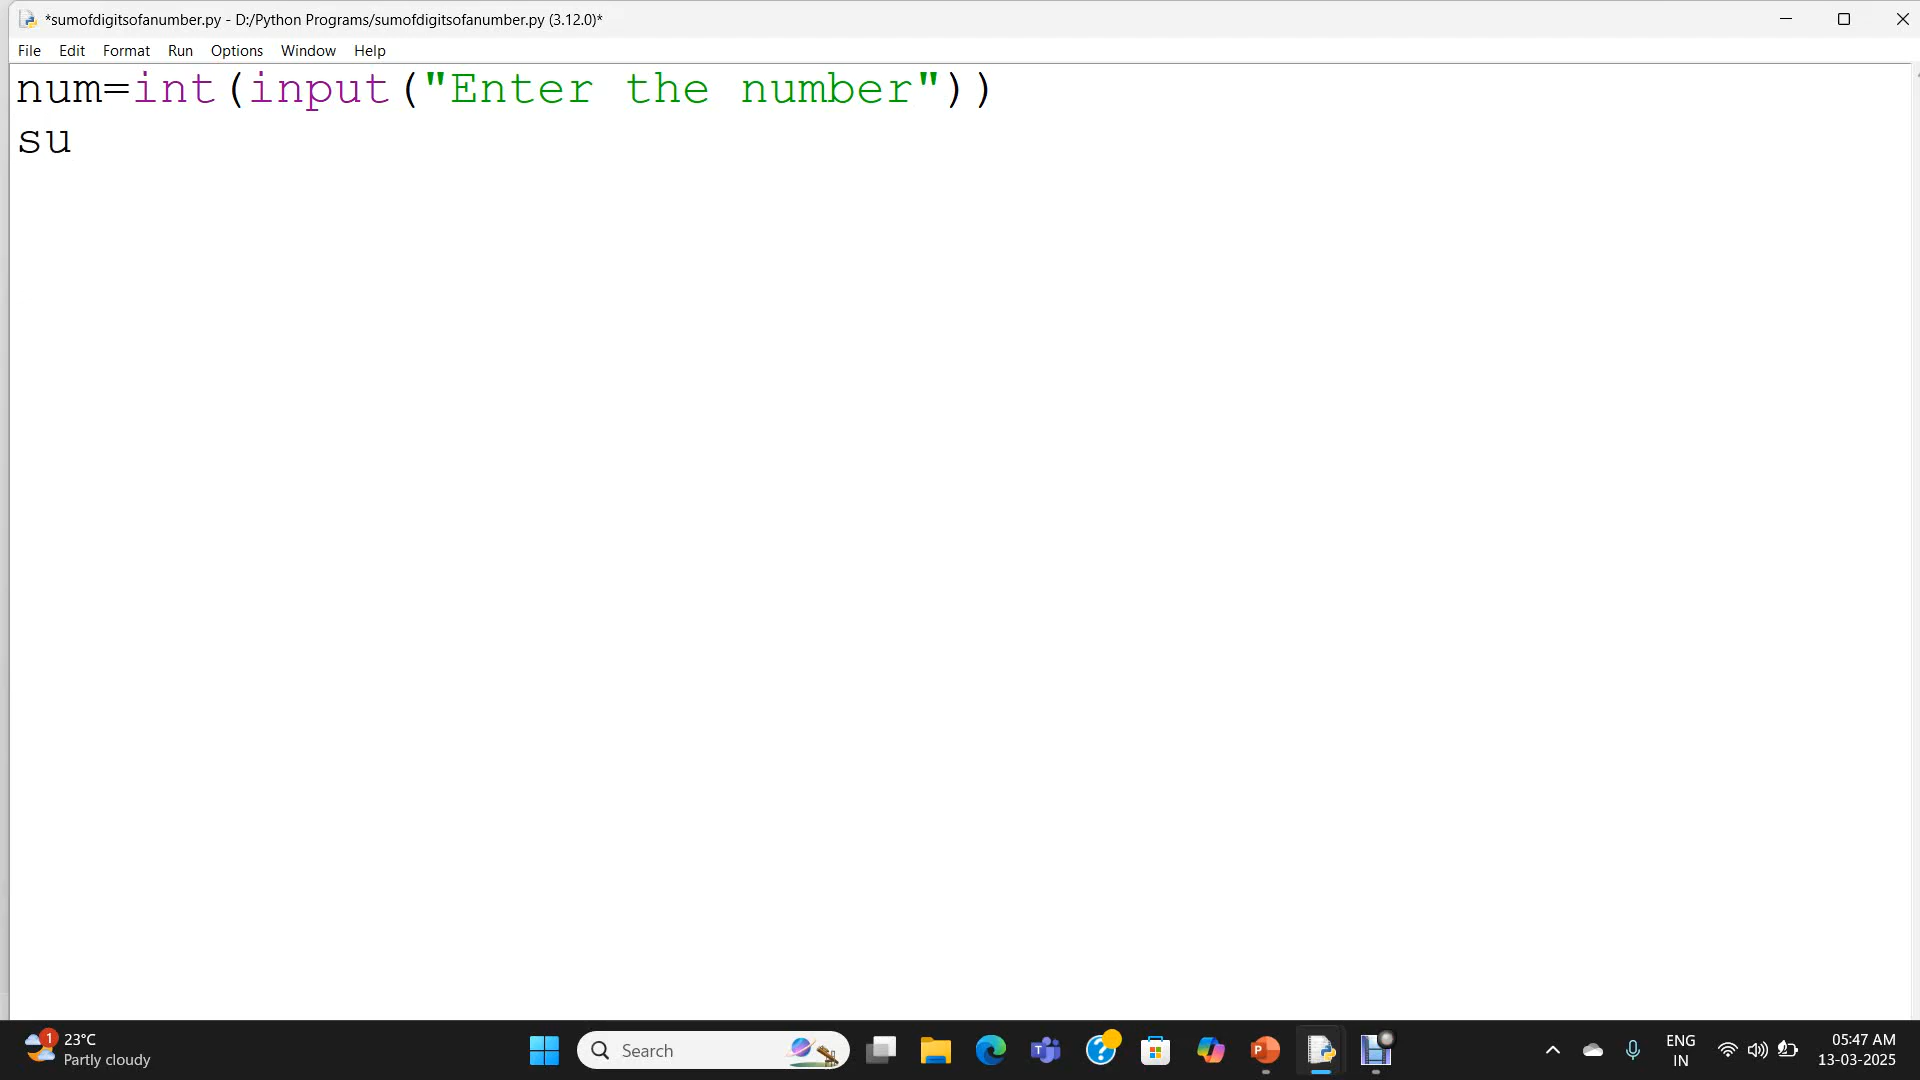 *sumofdigitsofanumber.py - D:/Python Programs/sumofdigitsofanumber.py (3.12.0)*
File Edit Format Run Options Window Help
num=int(input("Enter the number"))
su
1
23°C
Partly cloudy
Search
ENG
IN
05:47 AM
13-03-2025